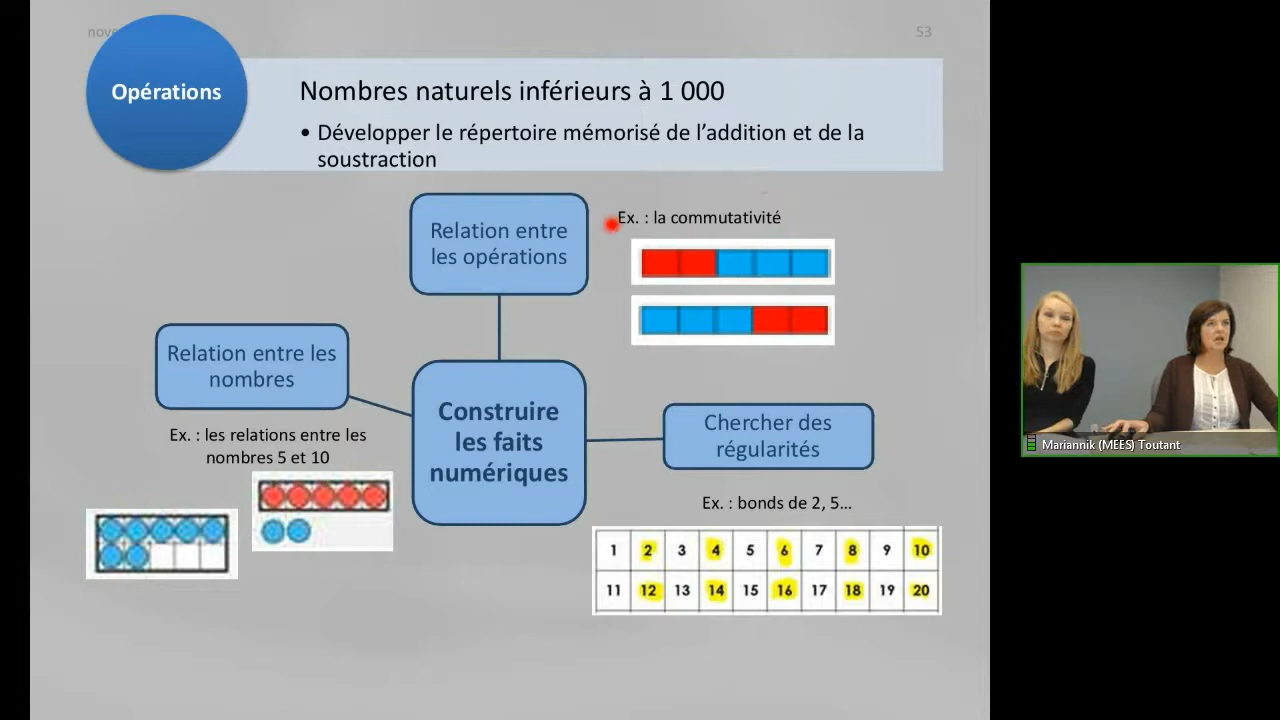 53
Opérations
Nombres naturels inférieurs à 1 000
• Développer le répertoire mémorisé de l’addition et de la
soustraction
Relation entre
les opérations
Ex. : la commutativité
Relation entre les
nombres
Ex. : les relations entre les
nombres 5 et 10
Construire
les faits
numériques
Chercher des
régularités
Ex. : bonds de 2, 5...
1 2 3 4 5 6 7 8 9 10
11 12 13 14 15 16 17 18 19 20
Mariannik (MEES) Toutant